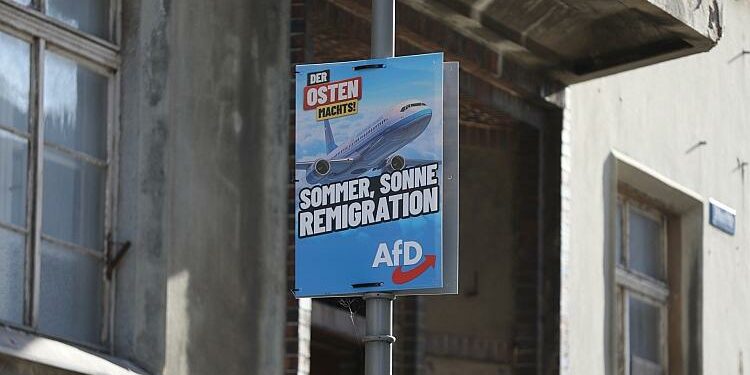 DER
OSTEN
MACHTS!
SOMMER, SONNE
REMIGRATION
AfD